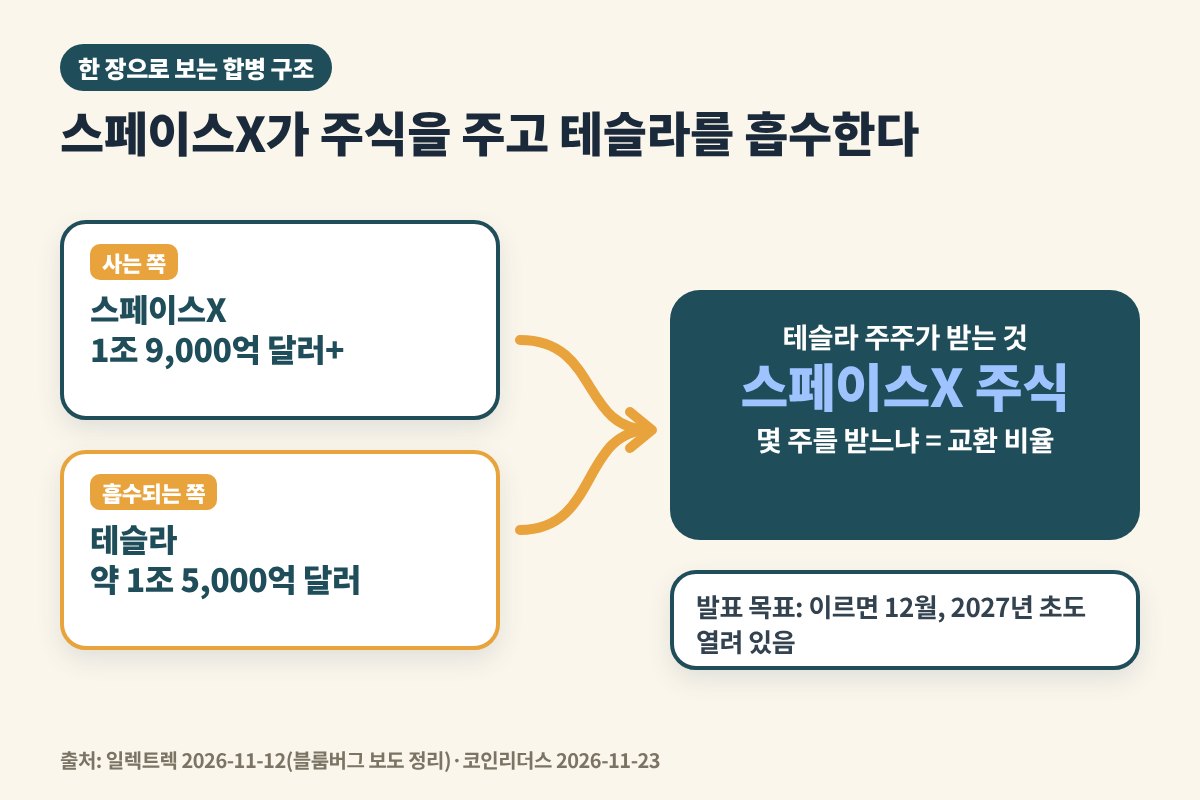 한 장으로 보는 합병 구조
스페이스X가 주식을 주고 테슬라를 흡수한다
사는 쪽
스페이스X
1조 9,000억 달러+
흡수되는 쪽
테슬라
약 1조 5,000억 달러
테슬라 주주가 받는 것
스페이스X 주식
몇 주를 받느냐 = 교환 비율
발표 목표: 이르면 12월, 2027년 초도
열려 있음
출처: 일렉트렉 2026-11-12(블룸버그 보도 정리) · 코인리더스 2026-11-23